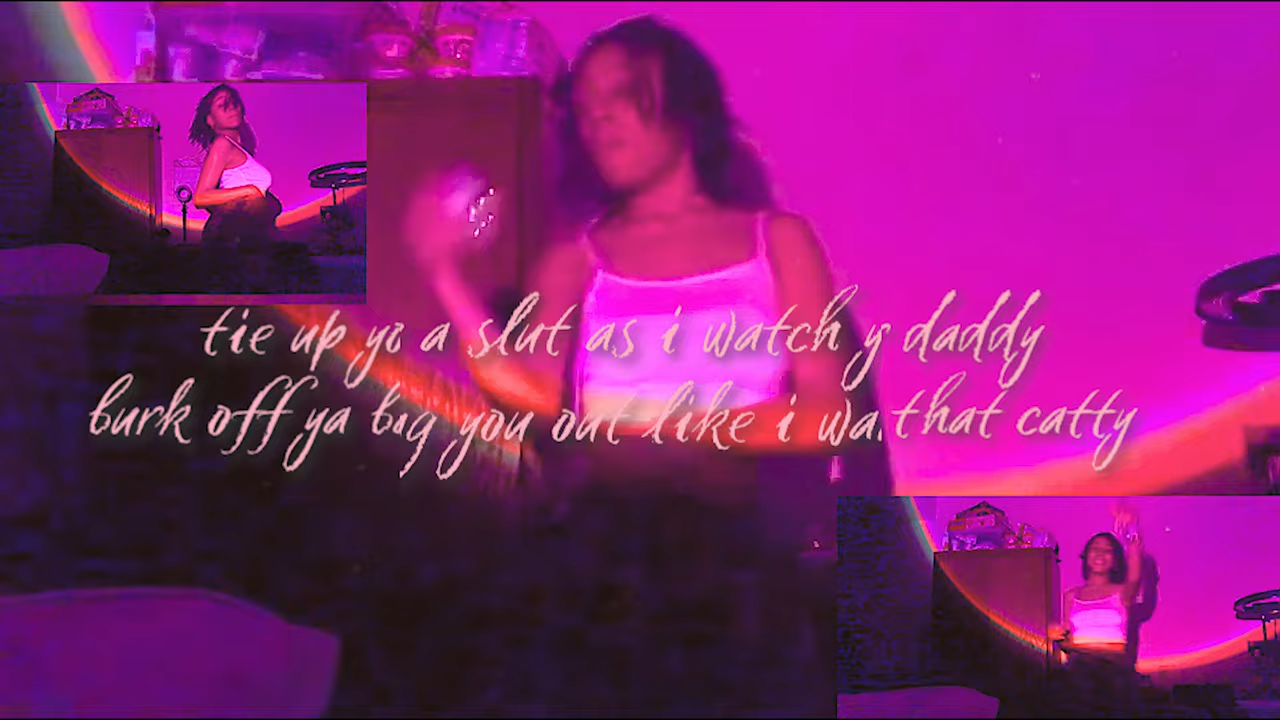 tie up yo a slut as i watch y daddy
burk off ya big you out like i wa that catty